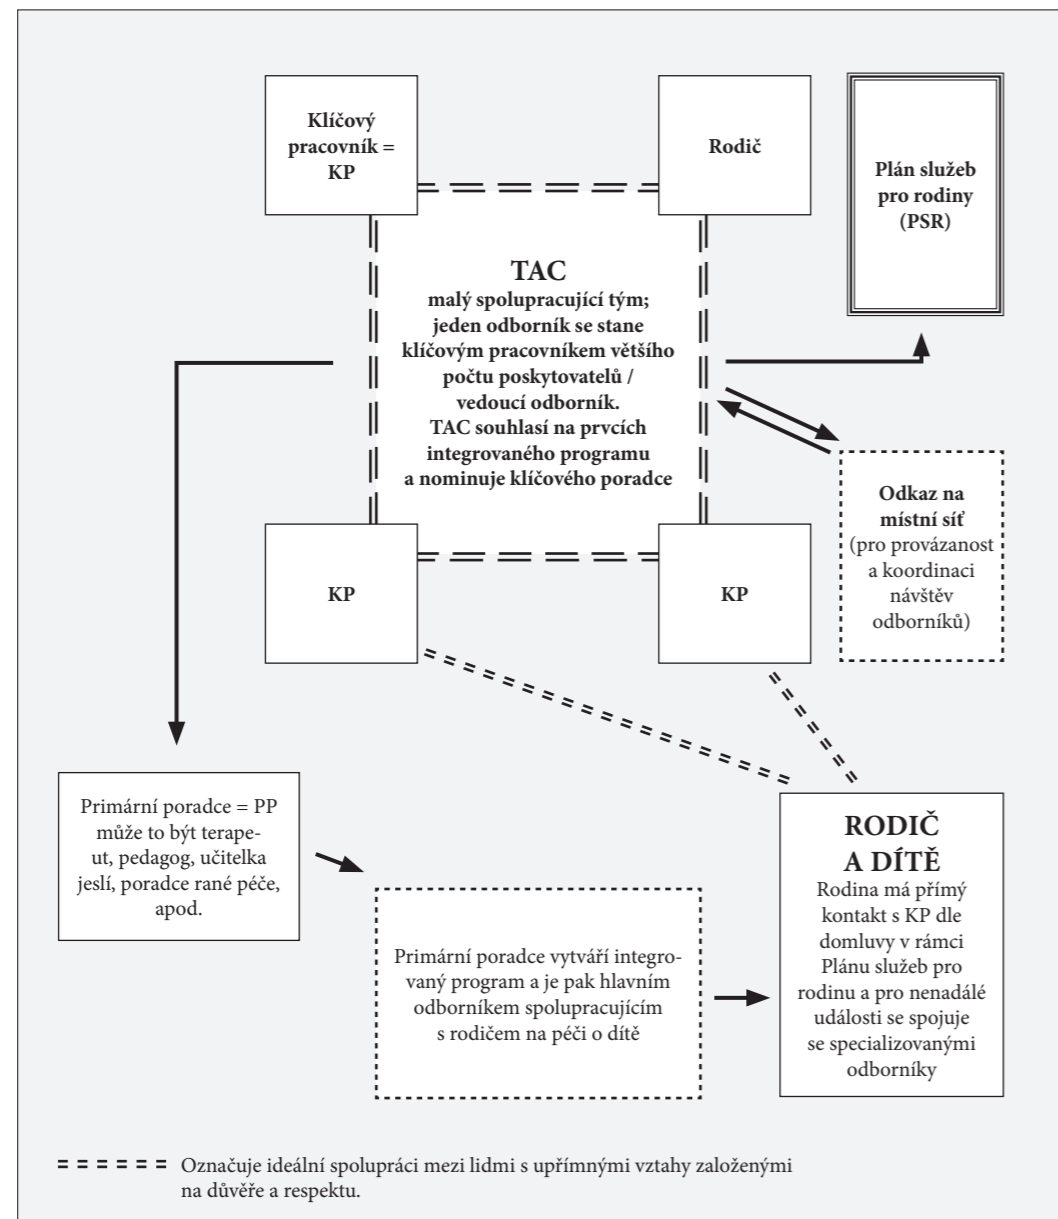 Klíčový
pracovník =
KP
Rodič
Plán služeb
pro rodiny
(PSR)
TAC
malý spolupracující tým;
jeden odborník se stane
klíčovým pracovníkem většího
počtu poskytovatelů /
vedoucí odborník.
TAC souhlasí na prvcích
integrovaného programu
a nominuje klíčového poradce
Odkaz na
místní síť
(pro provázanost
a koordinaci
návštěv
odborníků)
KP
KP
Primární poradce = PP
může to být terape-
ut, pedagog, učitelka
jeslí, poradce rané péče,
apod.
Primární poradce vytváří integro-
vaný program a je pak hlavním
odborníkem spolupracujícím
s rodičem na péči o dítě
RODIČ
A DÍTĚ
Rodina má přímý
kontakt s KP dle
domluvy v rámci
Plánu služeb pro
rodinu a pro nenadálé
události se spojuje
se specializovanými
odborníky
Označuje ideální spolupráci mezi lidmi s upřímnými vztahy založenými
na důvěře a respektu.